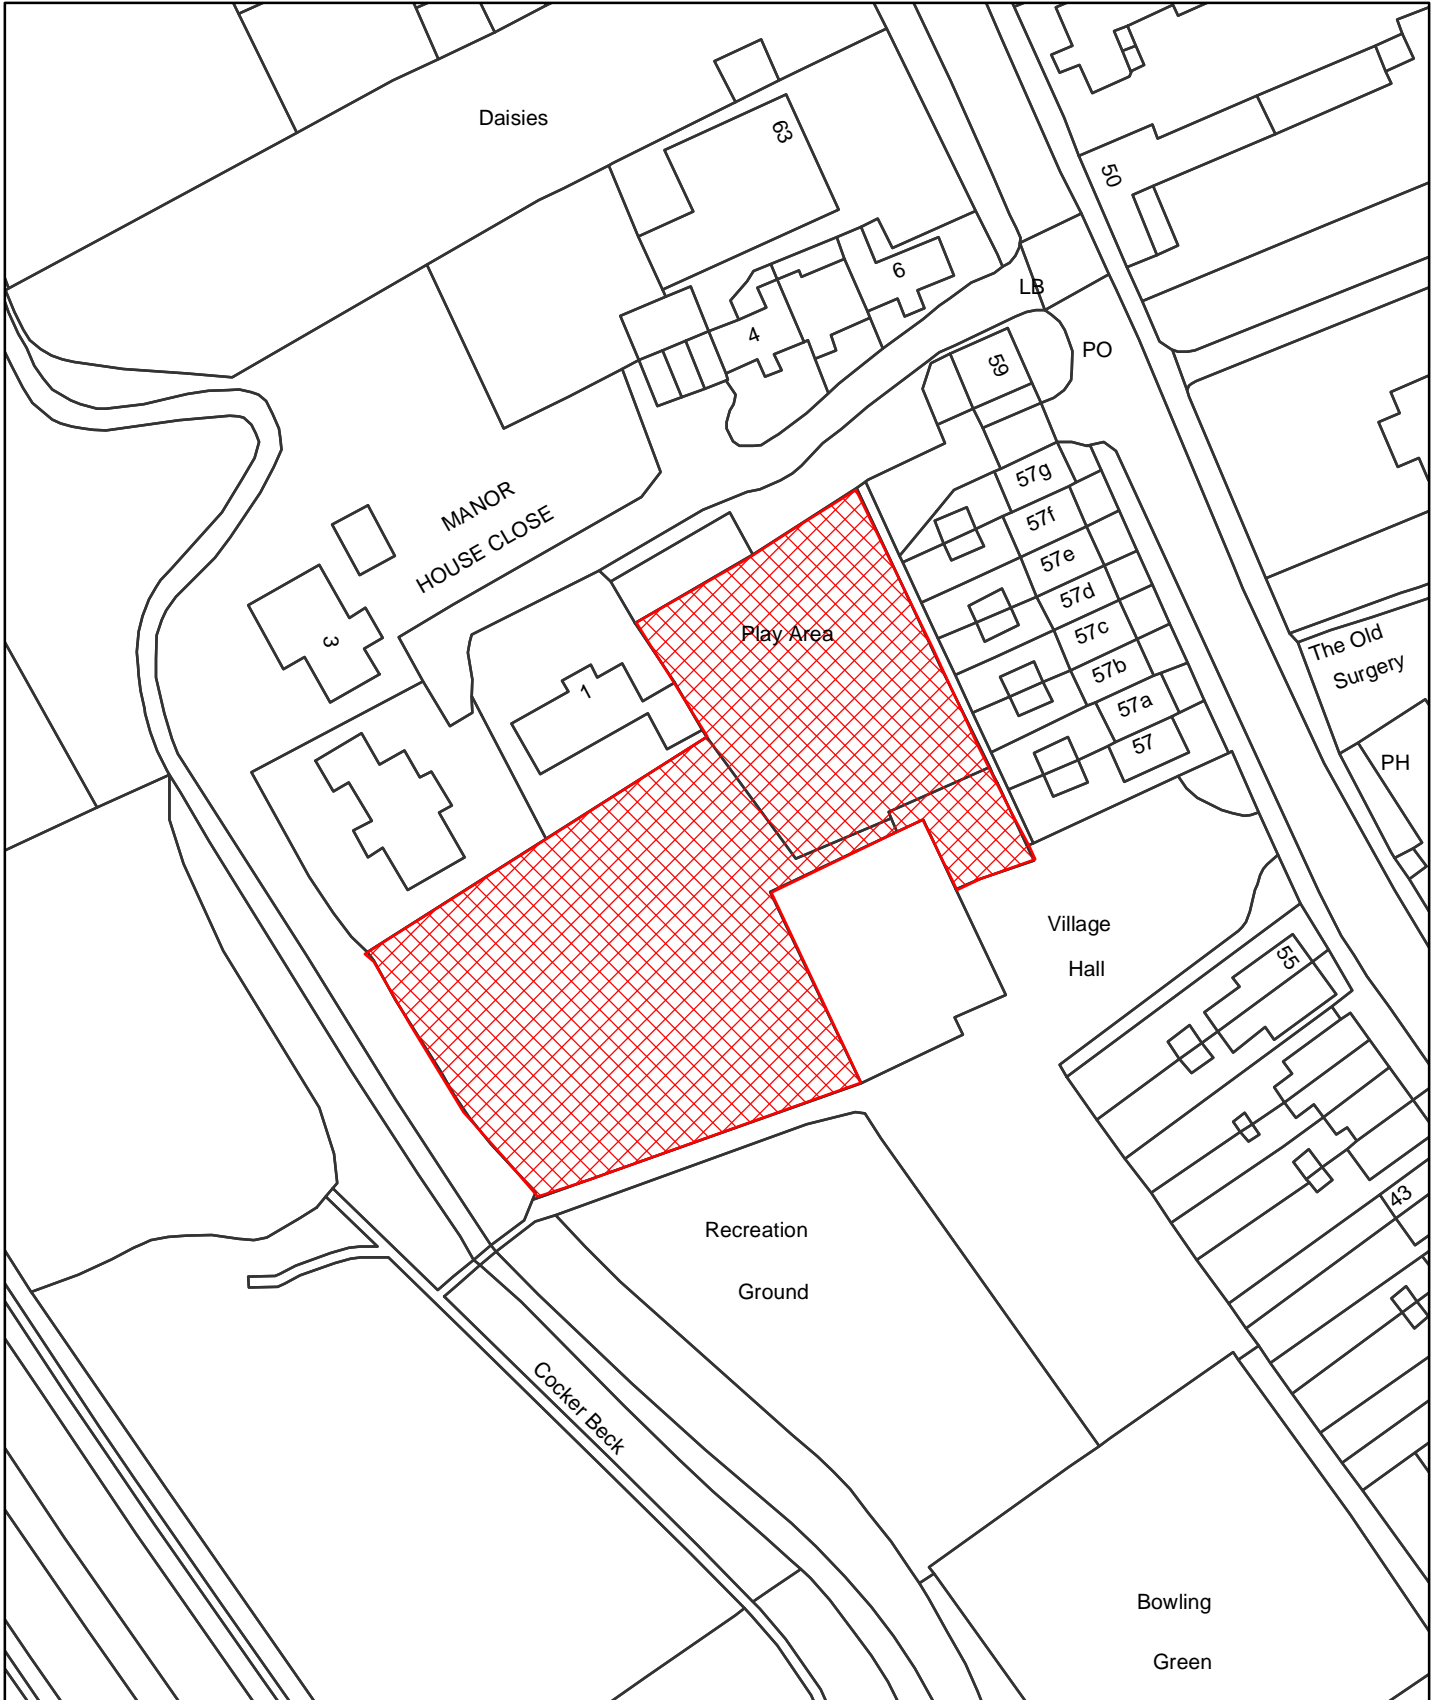 Daisies
63
50
6
LB
4
PO
59
57g
MANOR
HOUSE CLOSE
57f
57e
57d
57c
3
Play Area
The Old
Surgery
57b
1
57a
57
PH
Village
Hall
55
43
Recreation
Ground
Cocker Beck
Bowling
Green